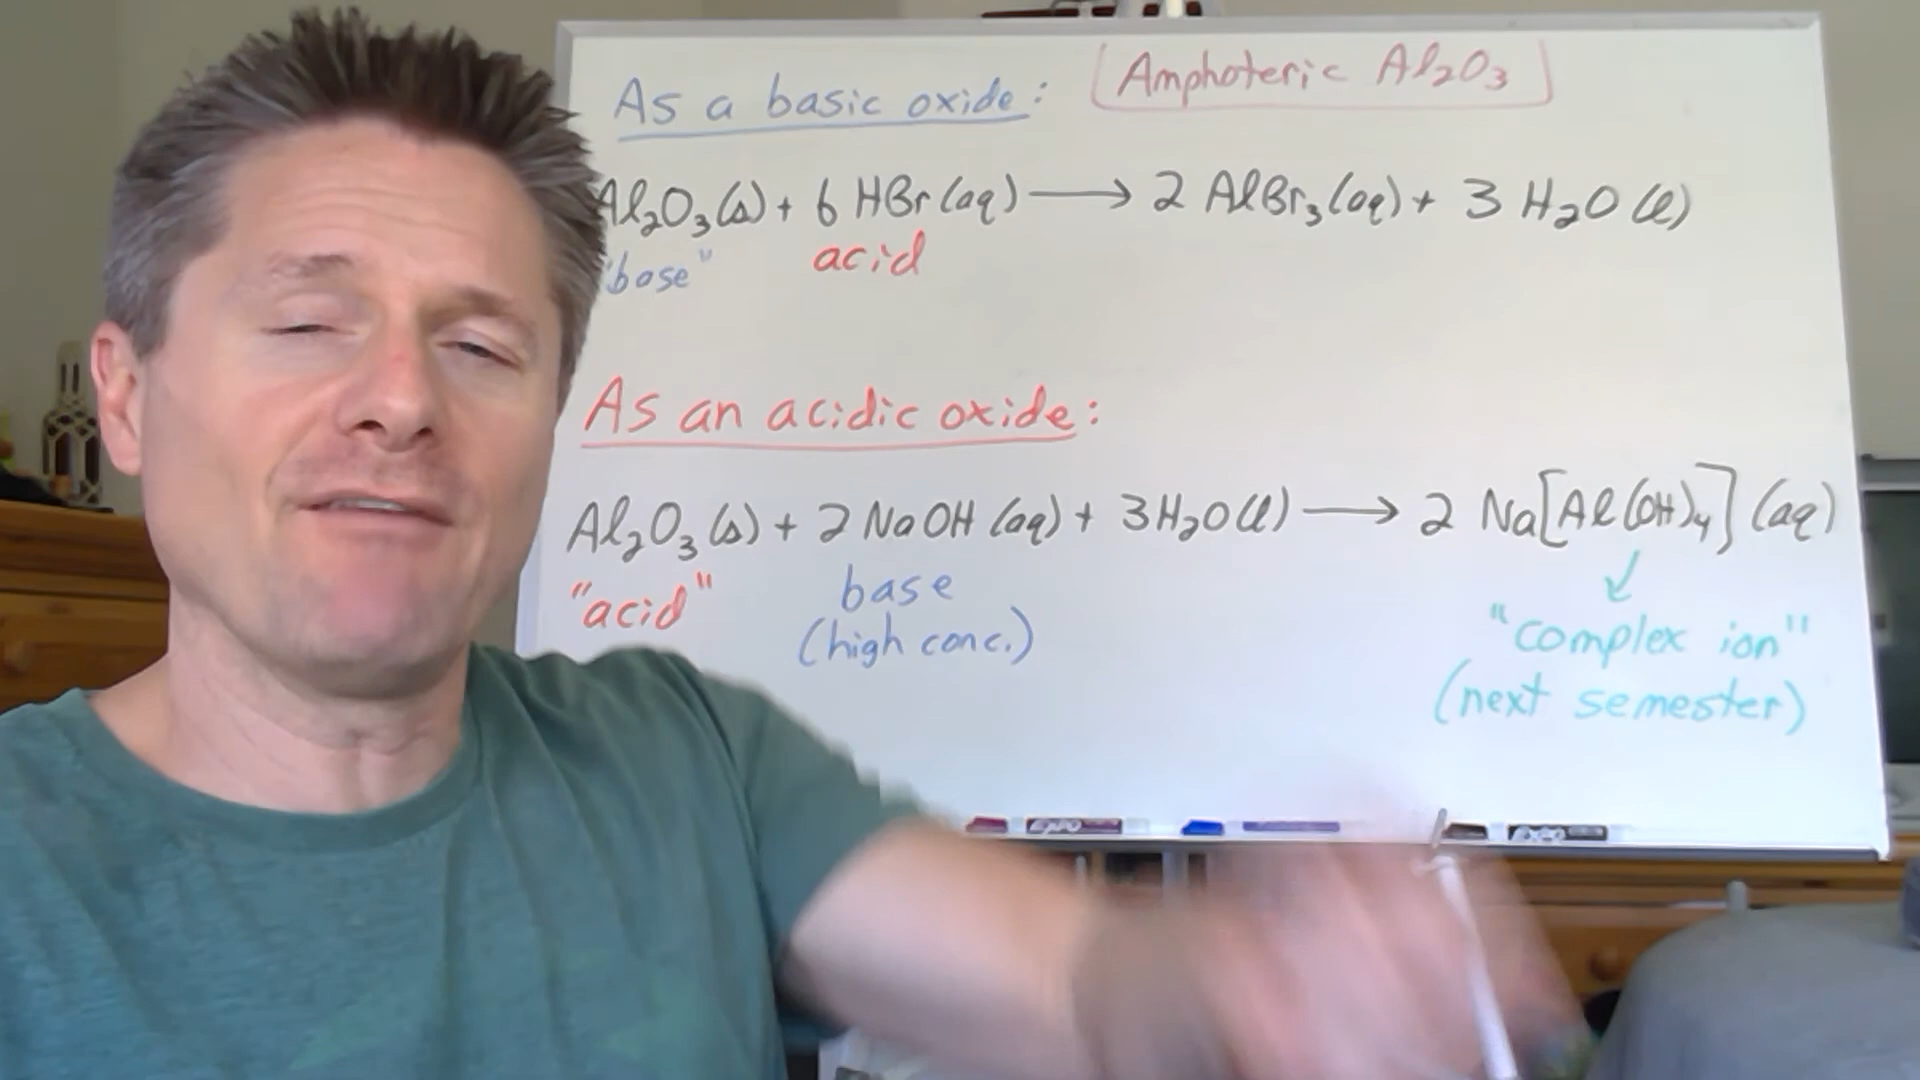 Amphoteric Al₂O₃
As a basic oxide:
Al₂O₃(s) + 6 HBr(aq) ⟶ 2 AlBr₃(aq) + 3 H₂O(l)
"base" acid
As an acidic oxide:
Al₂O₃(s) + 2 NaOH(aq) + 3H₂O(l) ⟶ 2 Na[Al(OH)₄](aq)
"acid" base
(high conc.)
"complex ion"
(next semester)
EXPO
EXPO